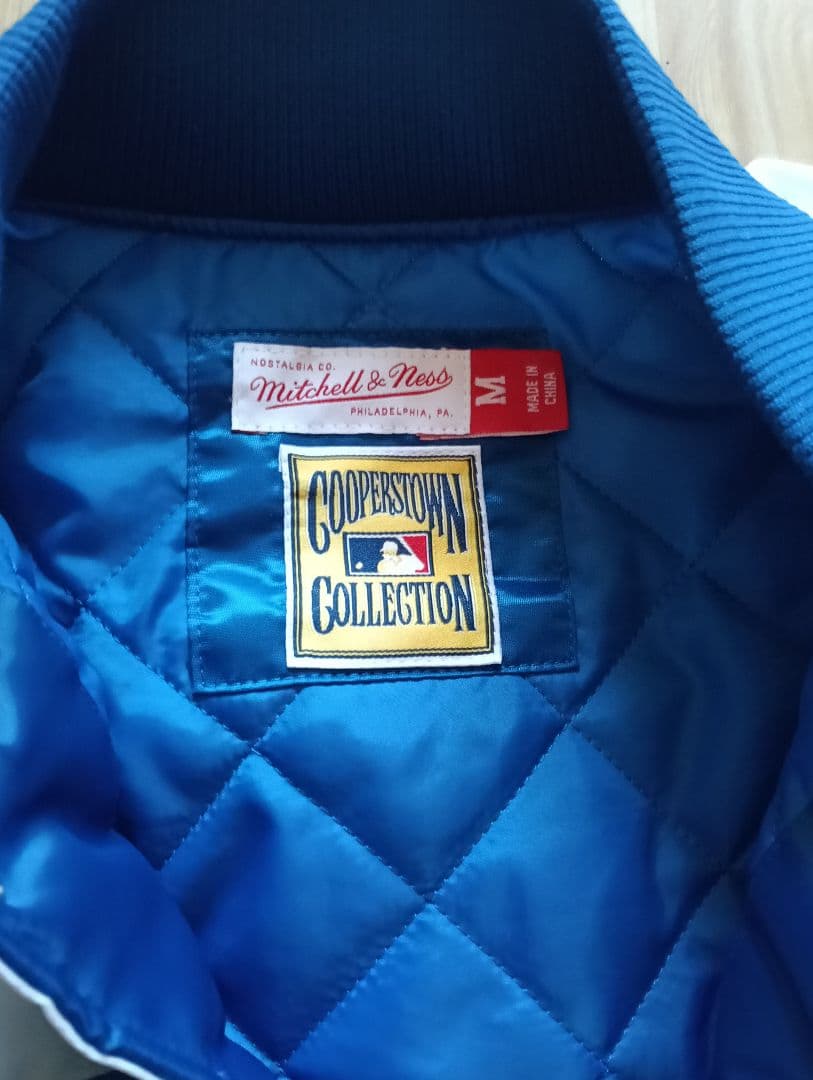 NOSTALGIA CO.
Mitchell & Ness
PHILADELPHIA, PA.
M
MADE IN
CHINA
COOPERSTOWN
COLLECTION